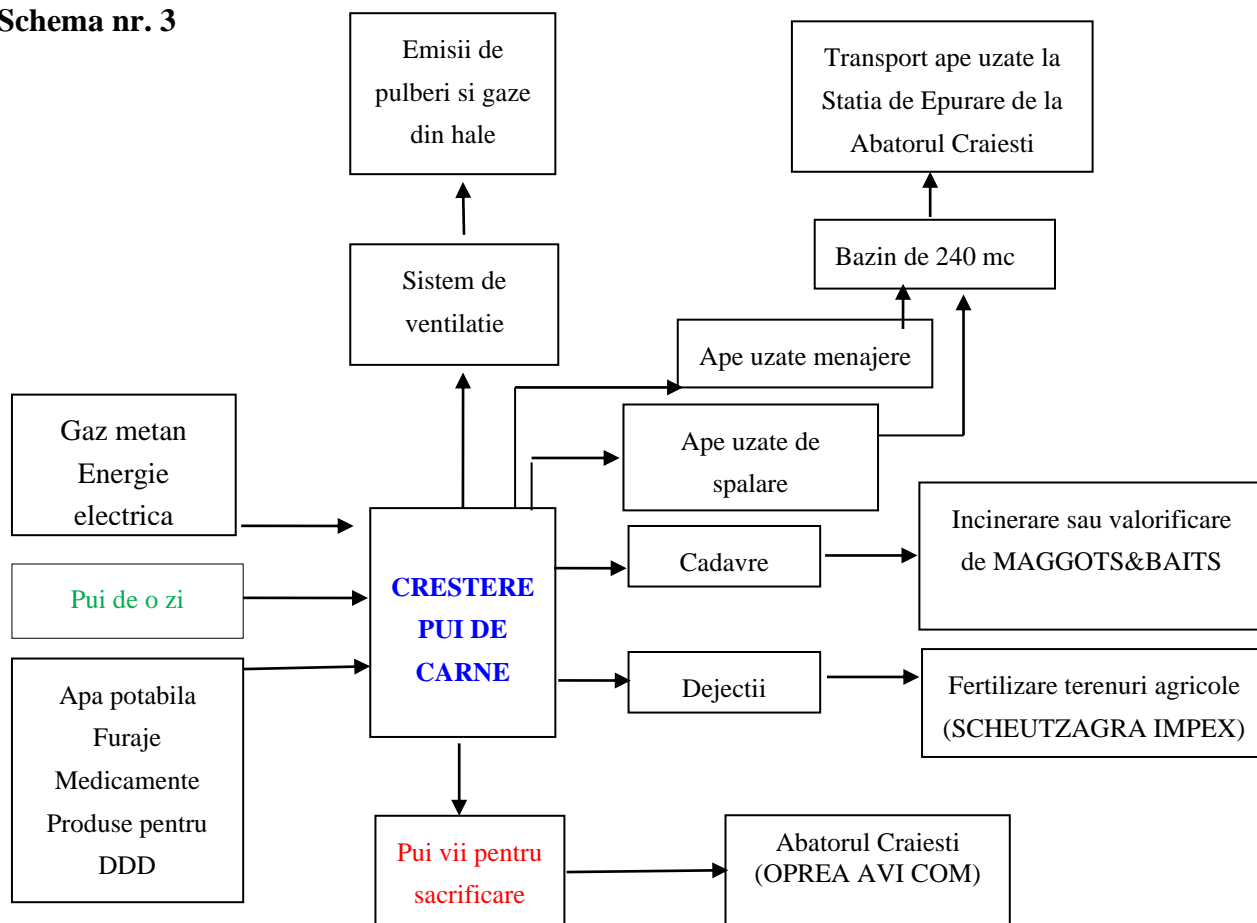 Schema nr. 3
Emisii de
pulberi si gaze
din hale
Transport ape uzate la
Statia de Epurare de la
Abatorul Craiesti
Sistem de
ventilatie
Bazin de 240 mc
Ape uzate menajere
Ape uzate de
spalare
Gaz metan
Energie
electrica
Pui de o zi
Apa potabila
Furaje
Medicamente
Produse pentru
DDD
CRESTERE
PUI DE
CARNE
Cadavre
Incinerare sau valorificare
de MAGGOTS&BAITS
Dejectii
Fertilizare terenuri agricole
(SCHEUTZAGRA IMPEX)
Pui vii pentru
sacrificare
Abatorul Craiesti
(OPREA AVI COM)